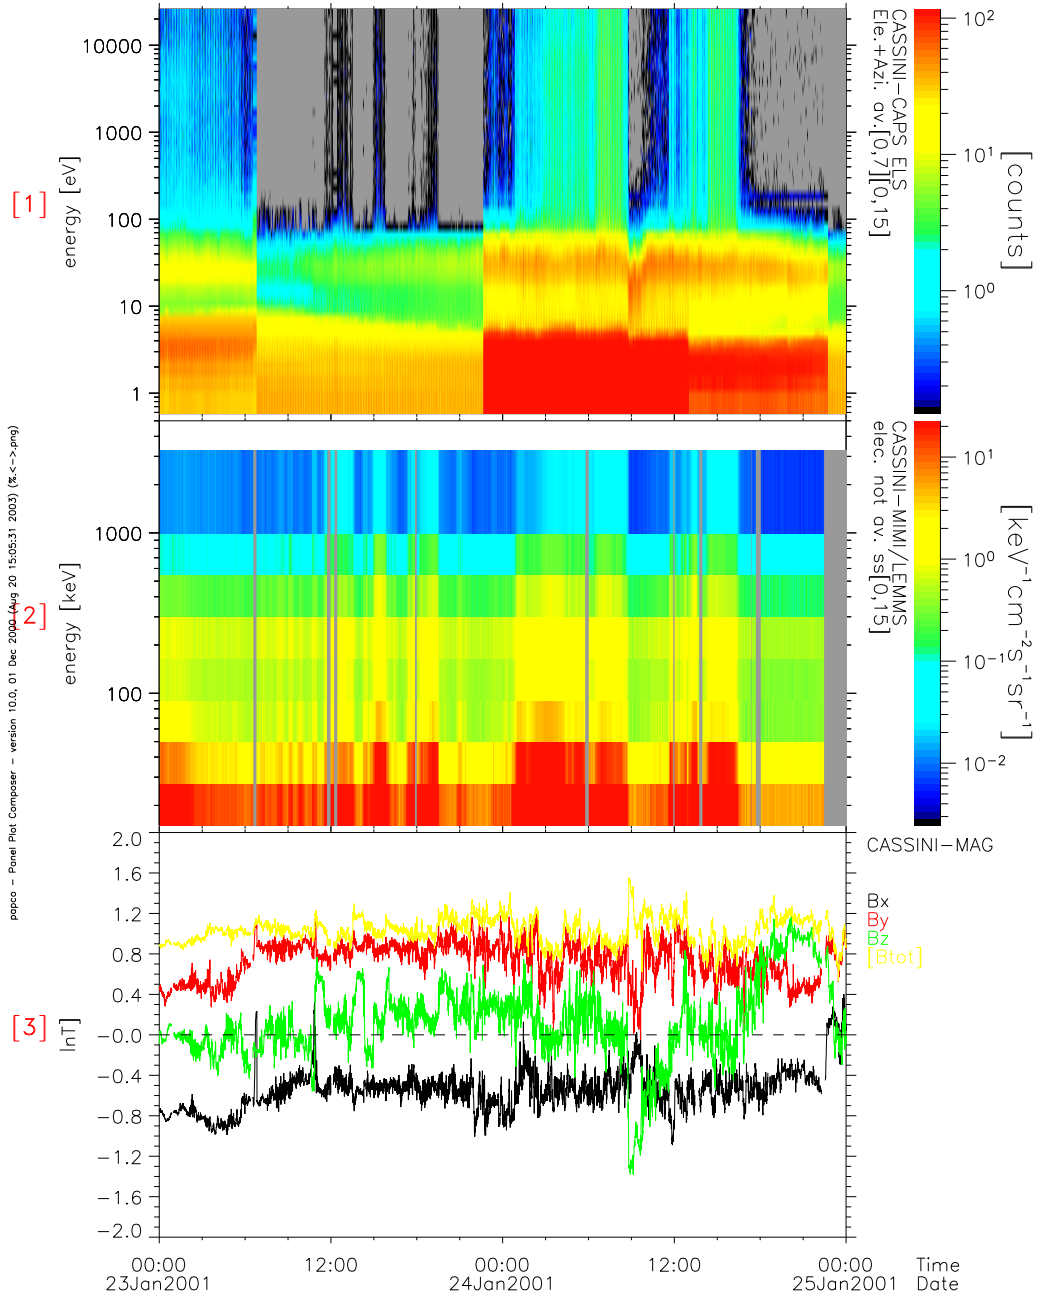 10000
1000
100
10
1
energy [eV]
[1]
CASSINI-CAPS ELS
Ele.+Azi. av.[0,7][0,15]
10²
10¹
10⁰
[counts]
1000
100
energy [keV]
[2]
CASSINI-MIMI/LEMMS
elec. not av. ss[0,15]
10¹
10⁰
10⁻¹
10⁻²
[keV⁻¹cm⁻²s⁻¹sr⁻¹]
papco - Panel Plot Composer - version 10.0, 01 Dec 2000 (Aug 20 15:05:31 2003) (%.<-->.png)
2.0
1.6
1.2
0.8
0.4
-0.0
-0.4
-0.8
-1.2
-1.6
-2.0
[nT]
[3]
CASSINI-MAG
Bx
By
Bz
[Btot]
00:00 12:00 00:00 12:00 00:00 Time
23Jan2001 24Jan2001 25Jan2001 Date